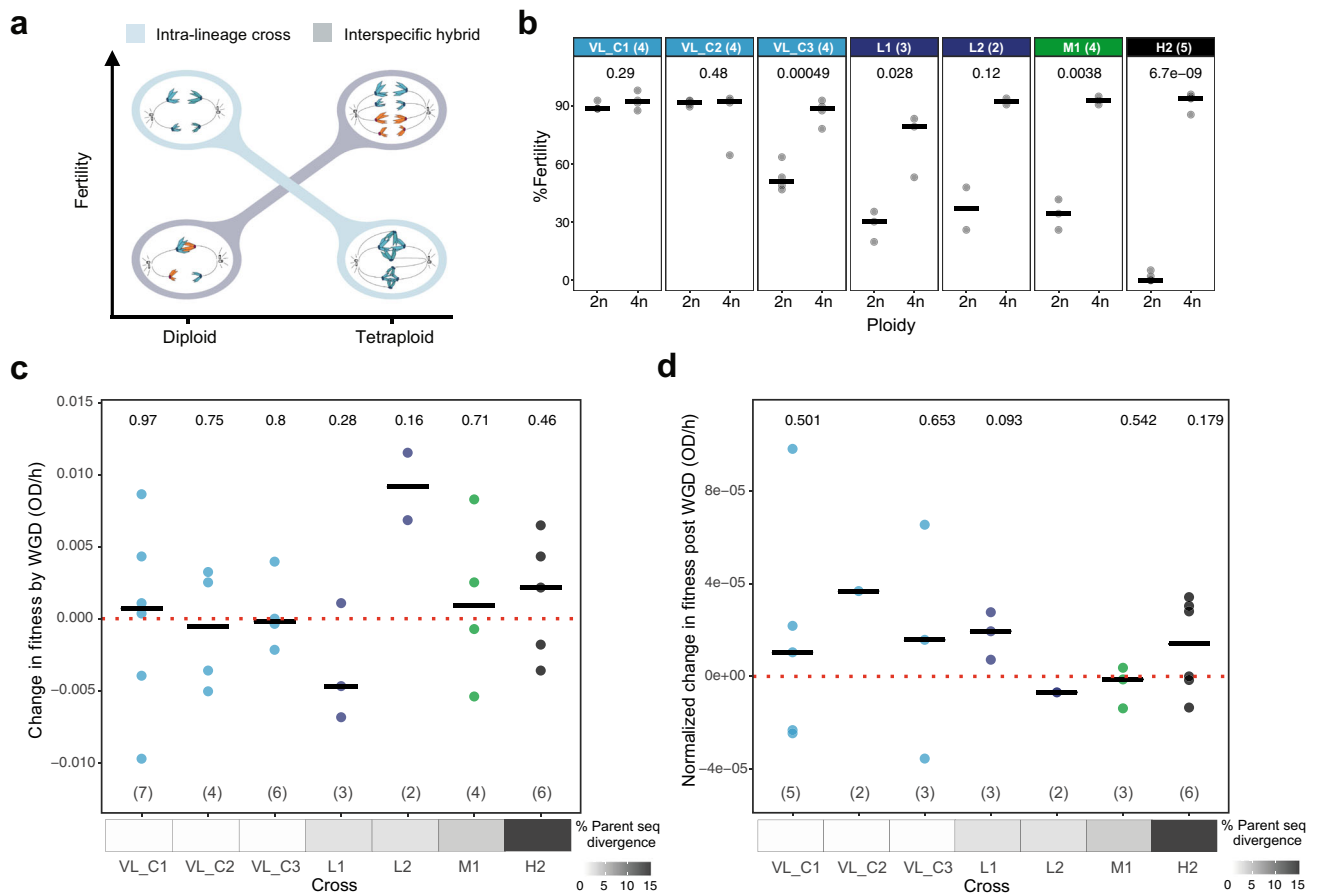 a
Intra-lineage cross
Interspecific hybrid
Fertility
Diploid
Tetraploid
b
VL_C1 (4)
VL_C2 (4)
VL_C3 (4)
L1 (3)
L2 (2)
M1 (4)
H2 (5)
0.29
0.48
0.00049
0.028
0.12
0.0038
6.7e−09
%Fertility
90
60
30
0
2n 4n 2n 4n 2n 4n 2n 4n 2n 4n 2n 4n 2n 4n
Ploidy
c
Change in fitness by WGD (OD/h)
0.015
0.010
0.005
0.000
−0.005
−0.010
0.97 0.75 0.8 0.28 0.16 0.71 0.46
(7) (4) (6) (3) (2) (4) (6)
VL_C1 VL_C2 VL_C3 L1 L2 M1 H2
Cross
% Parent seq
divergence
0 5 10 15
d
Normalized change in fitness post WGD (OD/h)
8e−05
4e−05
0e+00
−4e−05
0.501 0.653 0.093 0.542 0.179
(5) (2) (3) (3) (2) (3) (6)
VL_C1 VL_C2 VL_C3 L1 L2 M1 H2
Cross
% Parent seq
divergence
0 5 10 15